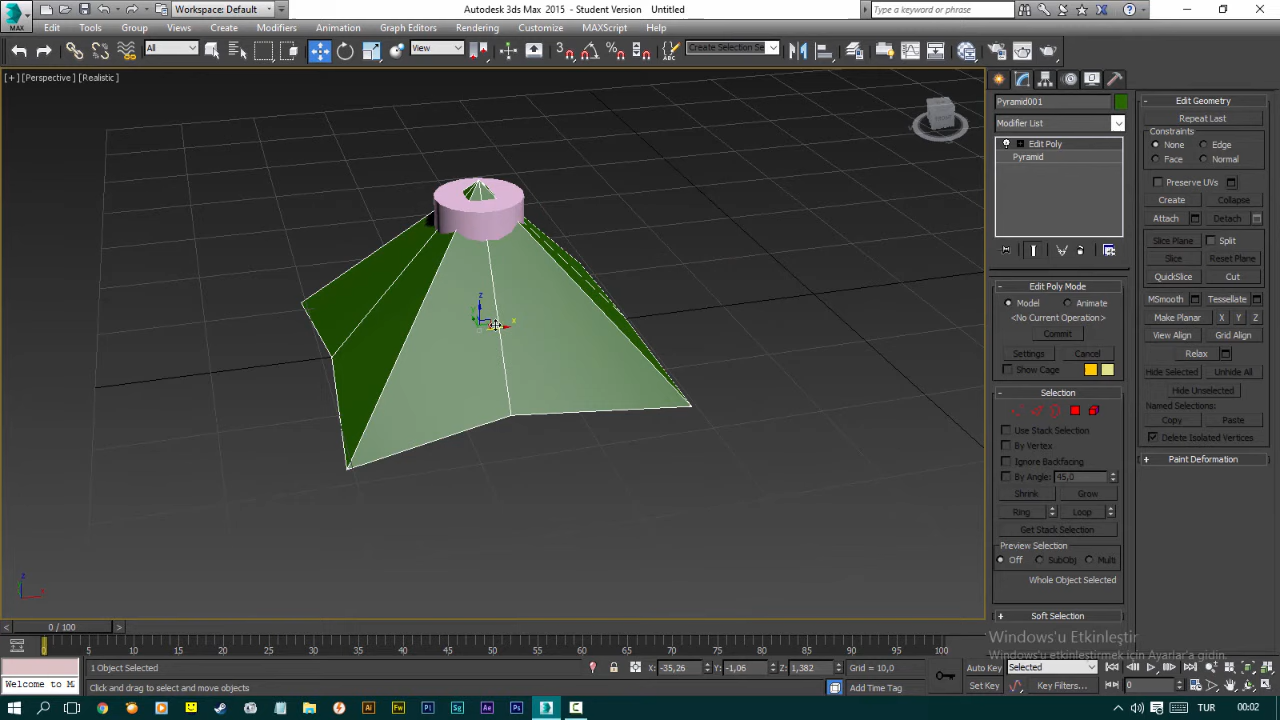 Autodesk 3ds Max 2015 - Student Version   Untitled
Workspace: Default
Type a keyword or phrase
MAX
Edit Tools Group Views Create Modifiers Animation Graph Editors Rendering Customize MAXScript Help
All
View
Create Selection Se
[+] [Perspective] [Realistic]
Pyramid001
Modifier List
Edit Poly
Pyramid
Edit Poly Mode
Model Animate
<No Current Operation>
Commit
Settings Cancel
Show Cage
Selection
Use Stack Selection
By Vertex
Ignore Backfacing
By Angle: 45,0
Shrink Grow
Ring Loop
Get Stack Selection
Preview Selection
Off SubObj Multi
Whole Object Selected
Soft Selection
Edit Geometry
Repeat Last
Constraints
None Edge
Face Normal
Preserve UVs
Create Collapse
Attach Detach
Slice Plane Split
Slice Reset Plane
QuickSlice Cut
MSmooth Tessellate
Make Planar X Y Z
View Align Grid Align
Relax
Hide Selected Unhide All
Hide Unselected
Named Selections:
Copy Paste
Delete Isolated Vertices
Paint Deformation
z
x
z
Windows'u Etkinleştir
Windows'u etkinleştirmek için Ayarlar'a gidin.
0 / 100
0 5 10 15 20 25 30 35 40 45 50 55 60 65 70 75 80 85 90 95 100
1 Object Selected
X: -35,26 Y: -1,06 Z: 1,382 Grid = 10,0
Auto Key Selected
Welcome to M
Click and drag to select and move objects
Add Time Tag
Set Key Key Filters...
0
TUR 00:02